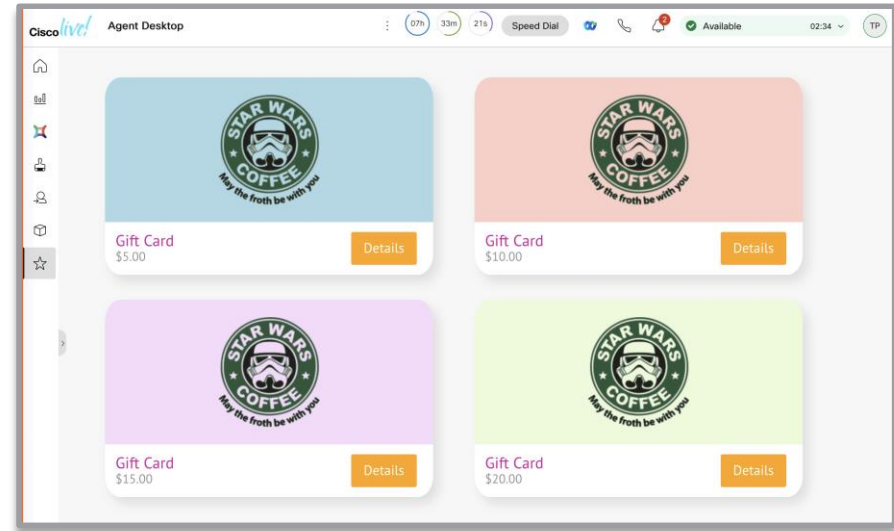 Cisco live!
Agent Desktop
07h
33m
21s
Speed Dial
2
Available
02:34
TP
STAR WARS
COFFEE
May the froth be with you
Gift Card
$5.00
Details
STAR WARS
COFFEE
May the froth be with you
Gift Card
$10.00
Details
STAR WARS
COFFEE
May the froth be with you
Gift Card
$15.00
Details
STAR WARS
COFFEE
May the froth be with you
Gift Card
$20.00
Details